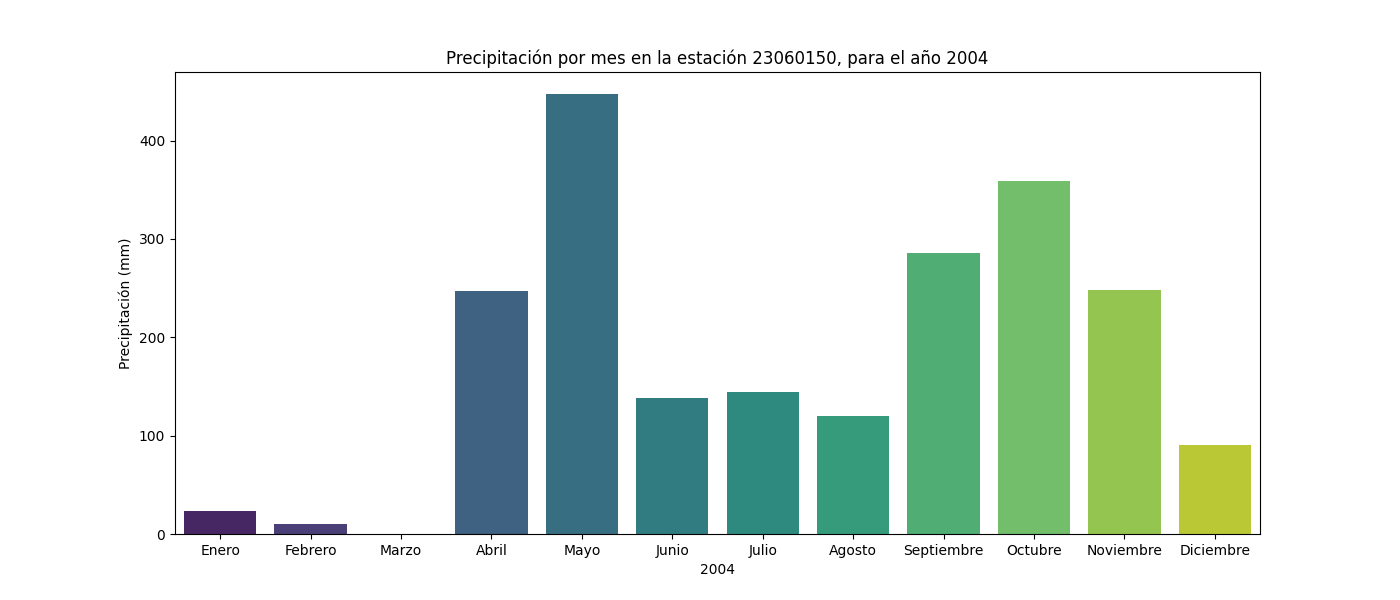 Precipitación por mes en la estación 23060150, para el año 2004
Precipitación (mm)
400
300
200
100
0
Enero Febrero Marzo Abril Mayo Junio Julio Agosto Septiembre Octubre Noviembre Diciembre
2004